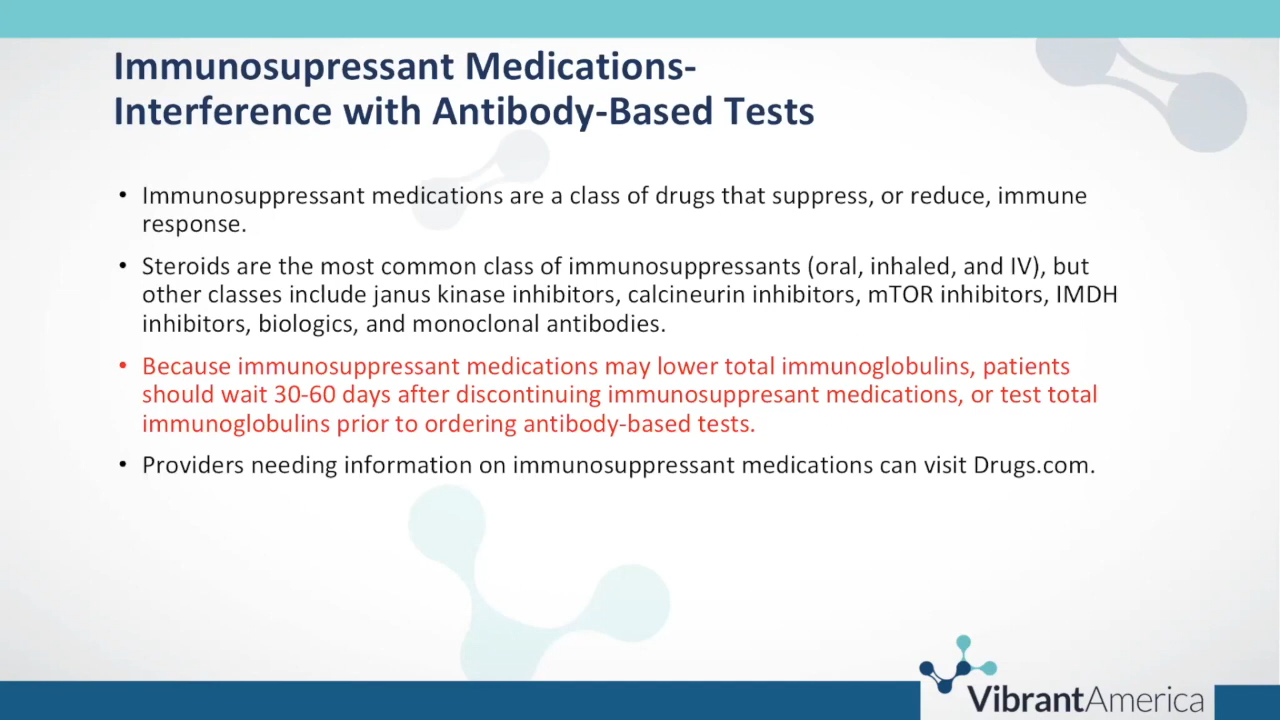 Immunosupressant Medications-
Interference with Antibody-Based Tests
• Immunosuppressant medications are a class of drugs that suppress, or reduce, immune
response.
• Steroids are the most common class of immunosuppressants (oral, inhaled, and IV), but
other classes include janus kinase inhibitors, calcineurin inhibitors, mTOR inhibitors, IMDH
inhibitors, biologics, and monoclonal antibodies.
• Because immunosuppressant medications may lower total immunoglobulins, patients
should wait 30-60 days after discontinuing immunosuppresant medications, or test total
immunoglobulins prior to ordering antibody-based tests.
• Providers needing information on immunosuppressant medications can visit Drugs.com.
VibrantAmerica